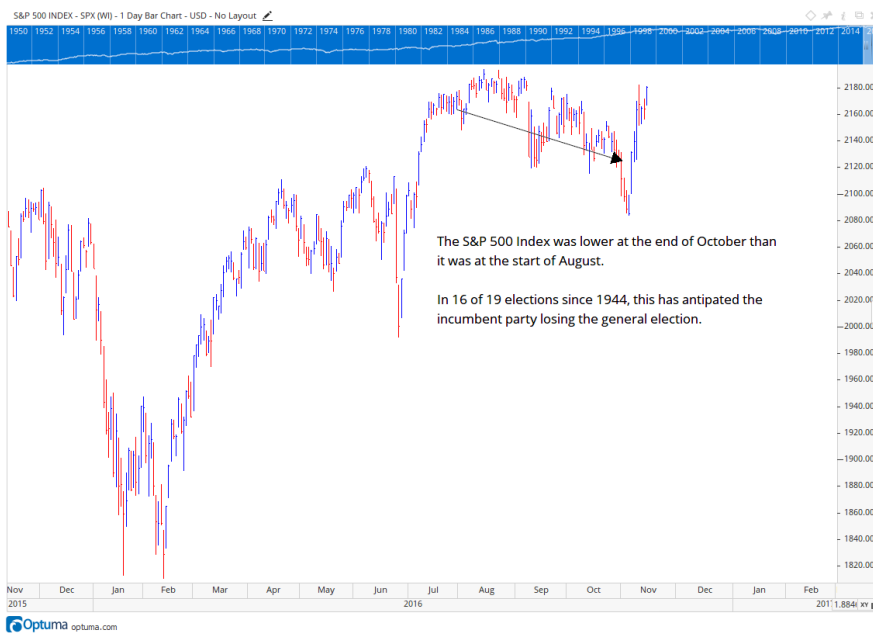 S&P 500 INDEX - SPX (WI) - 1 Day Bar Chart - USD - No Layout
1950 1952 1954 1956 1958 1960 1962 1964 1966 1968 1970 1972 1974 1976 1978 1980 1982 1984 1986 1988 1990 1992 1994 1996 1998 2000 2002 2004 2006 2008 2010 2012 2014
2180.00
2160.00
2140.00
2120.00
2100.00
2080.00
2060.00
2040.00
2020.00
2000.00
1980.00
1960.00
1940.00
1920.00
1900.00
1880.00
1860.00
1840.00
1820.00
The S&P 500 Index was lower at the end of October than
it was at the start of August.
In 16 of 19 elections since 1944, this has antipated the
incumbent party losing the general election.
Nov Dec Jan Feb Mar Apr May Jun Jul Aug Sep Oct Nov Dec Jan Feb
2015 2016 XY
Optuma optuma.com